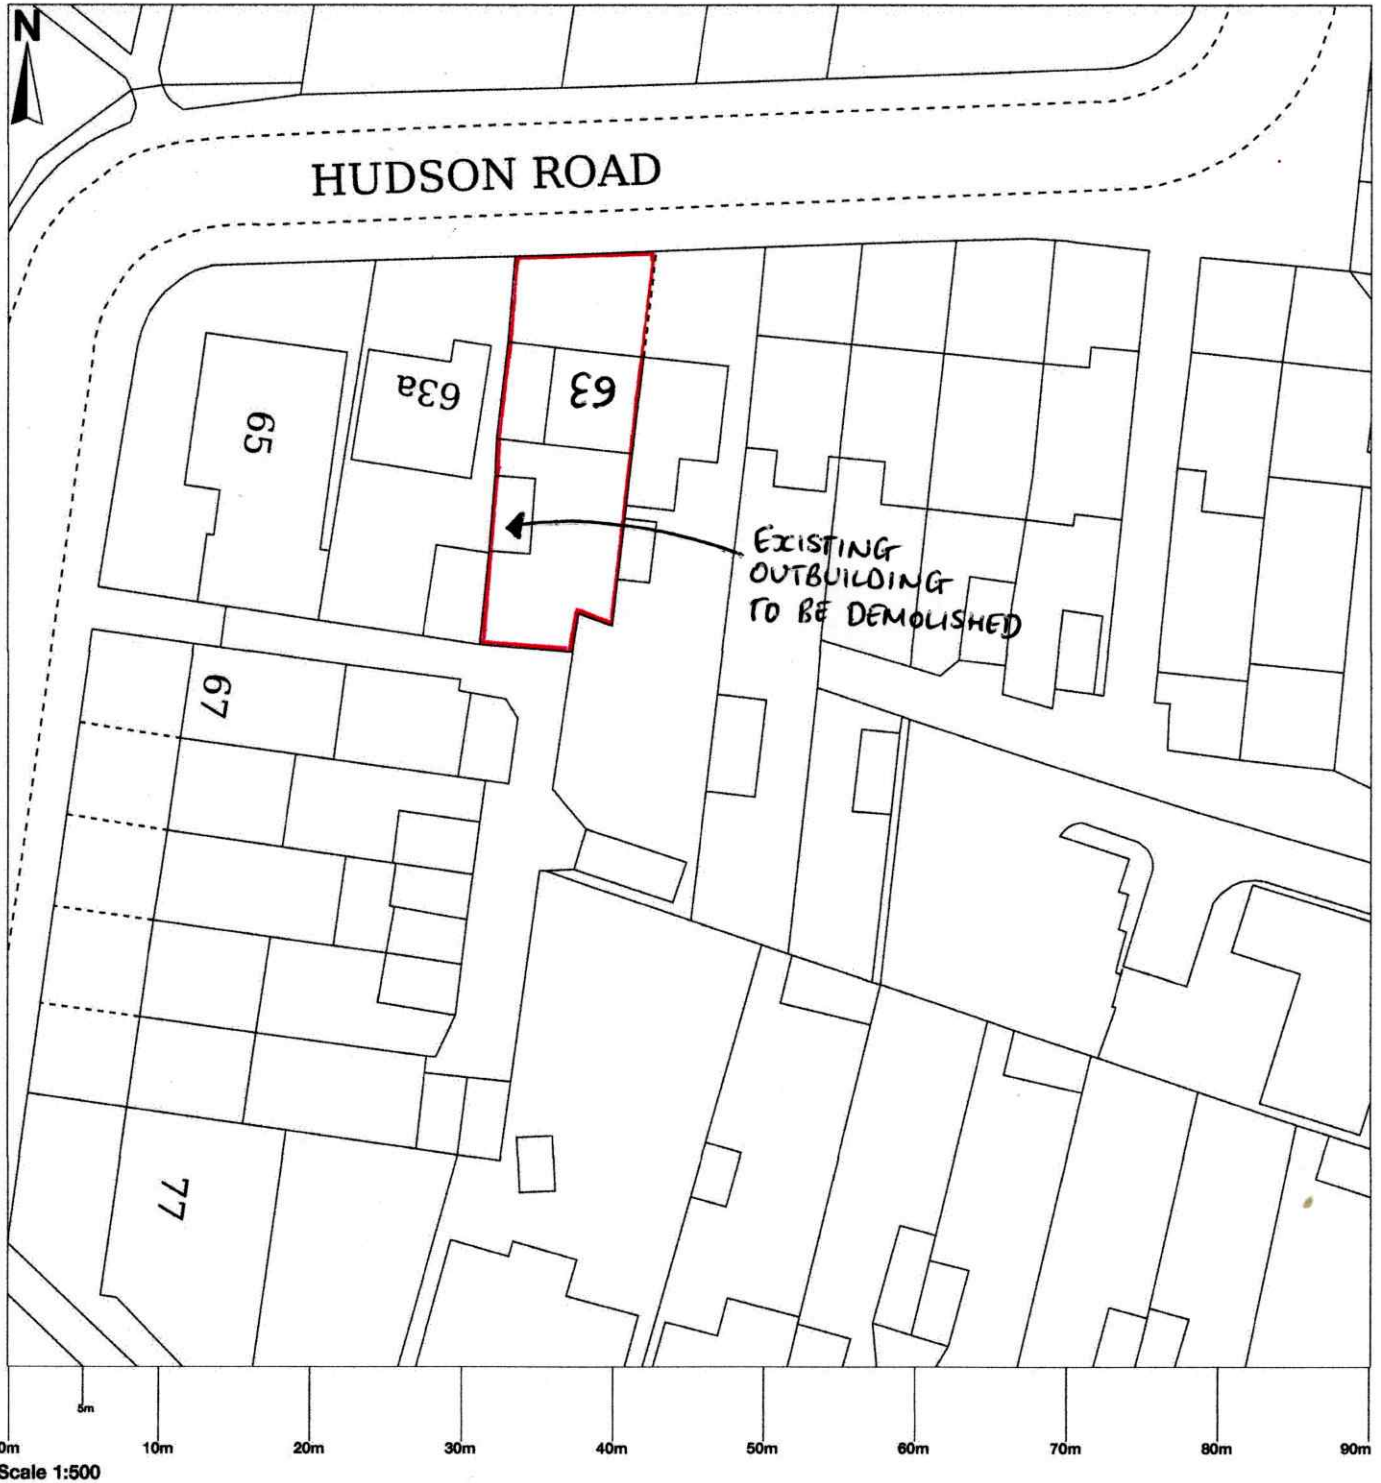 N
HUDSON ROAD
63
63a
65
EXISTING
OUTBUILDING
TO BE DEMOLISHED
67
77
5m
0m 10m 20m 30m 40m 50m 60m 70m 80m 90m
Scale 1:500